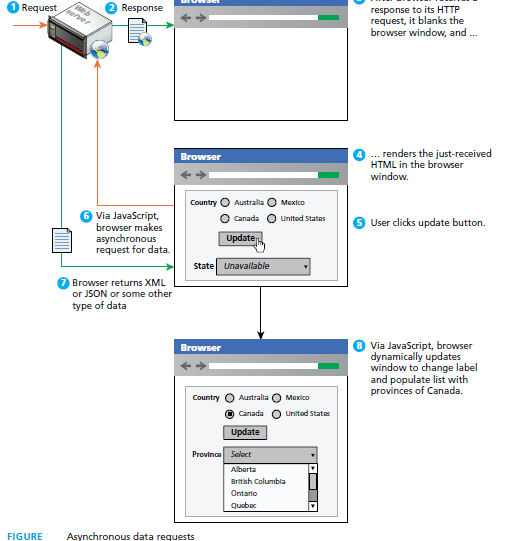 1 Request
Web
server
2 Response
Browser
response to its HTTP
request, it blanks the
browser window, and ...
Browser
4 ... renders the just-received
HTML in the browser
window.
Country Australia Mexico
Canada United States
Update
State Unavailable
5 User clicks update button.
6 Via JavaScript,
browser makes
asynchronous
request for data.
7 Browser returns XML
or JSON or some other
type of data
Browser
8 Via JavaScript, browser
dynamically updates
window to change label
and populate list with
provinces of Canada.
Country Australia Mexico
Canada United States
Update
Province Select
Alberta
British Columbia
Ontario
Quebec
FIGURE Asynchronous data requests